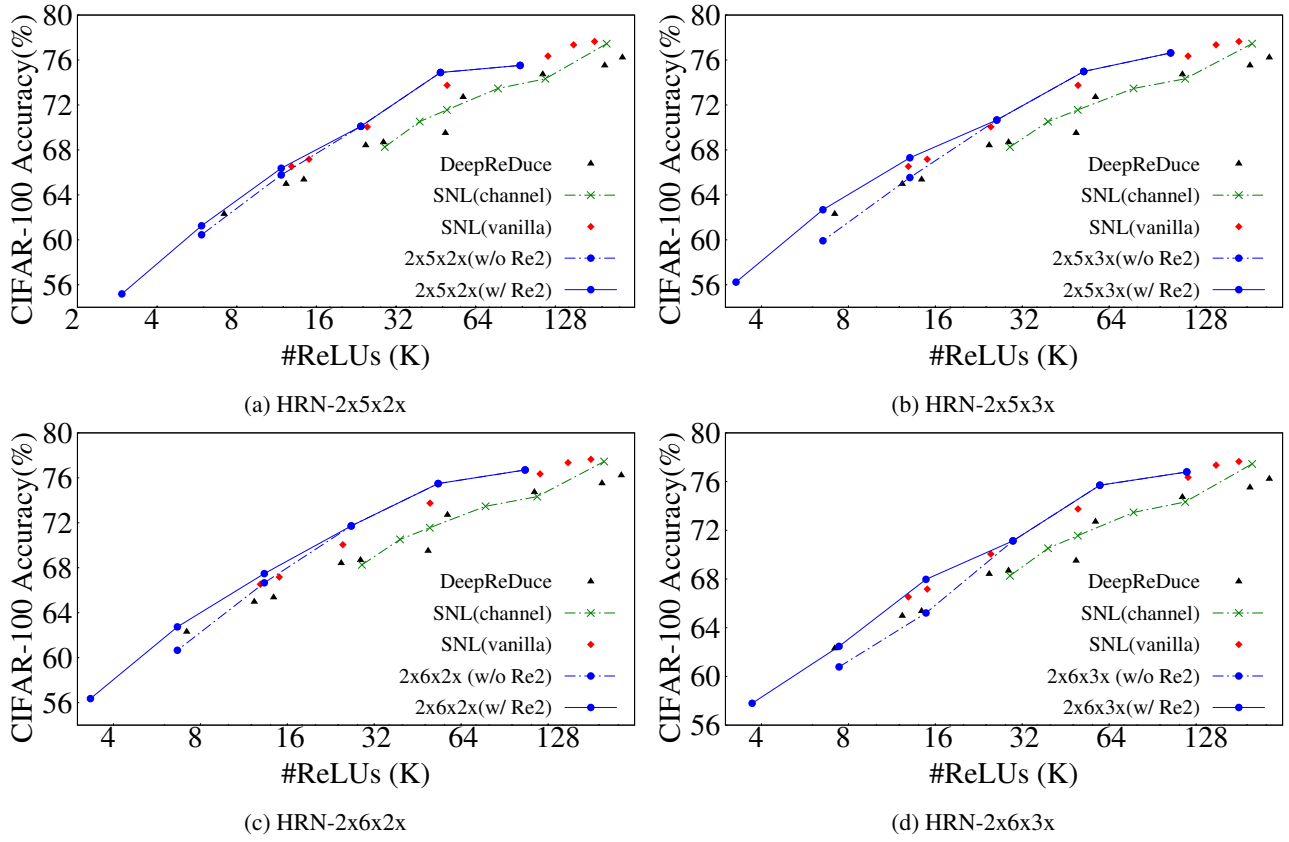 80
76
72
68
64
60
56
CIFAR-100 Accuracy(%)
DeepReDuce
SNL(channel)
SNL(vanilla)
2x5x2x(w/o Re2)
2x5x2x(w/ Re2)
2 4 8 16 32 64 128
#ReLUs (K)
(a) HRN-2x5x2x
80
76
72
68
64
60
56
CIFAR-100 Accuracy(%)
DeepReDuce
SNL(channel)
SNL(vanilla)
2x5x3x(w/o Re2)
2x5x3x(w/ Re2)
4 8 16 32 64 128
#ReLUs (K)
(b) HRN-2x5x3x
80
76
72
68
64
60
56
CIFAR-100 Accuracy(%)
DeepReDuce
SNL(channel)
SNL(vanilla)
2x6x2x (w/o Re2)
2x6x2x(w/ Re2)
4 8 16 32 64 128
#ReLUs (K)
(c) HRN-2x6x2x
80
76
72
68
64
60
56
CIFAR-100 Accuracy(%)
DeepReDuce
SNL(channel)
SNL(vanilla)
2x6x3x (w/o Re2)
2x6x3x(w/ Re2)
4 8 16 32 64 128
#ReLUs (K)
(d) HRN-2x6x3x